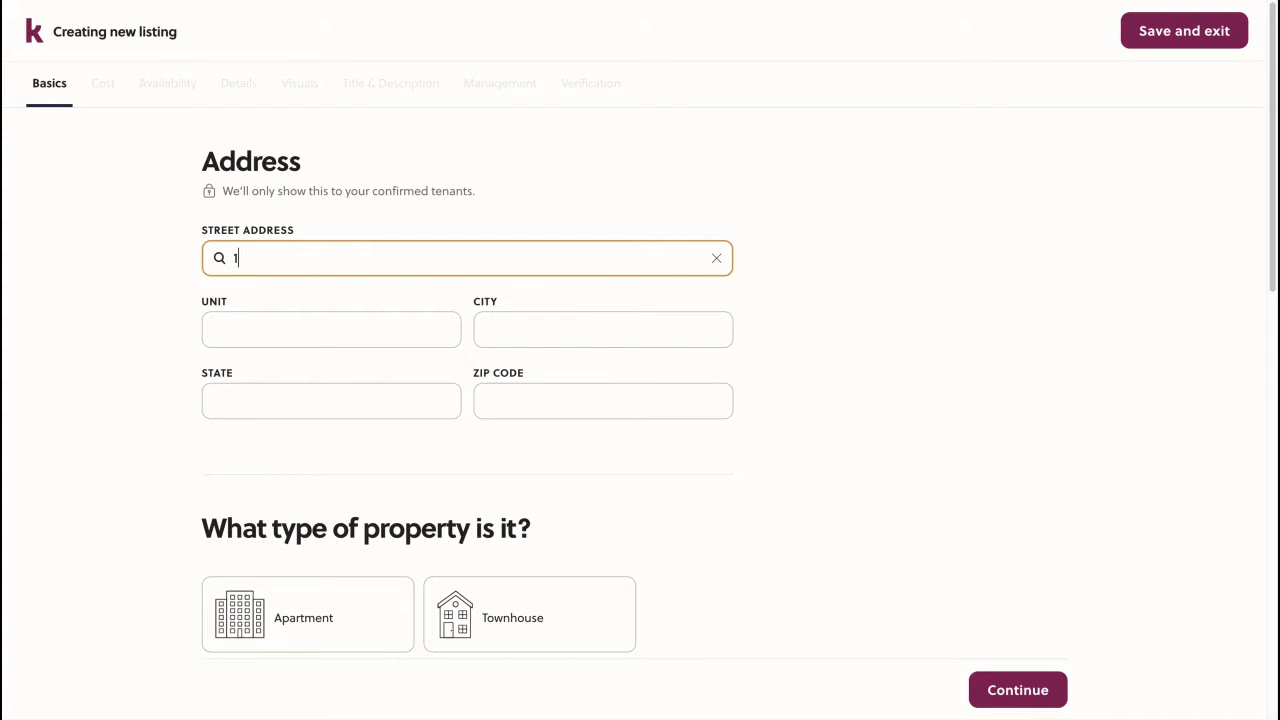 k Creating new listing
Save and exit
Basics Cost Availability Details Visuals Title & Description Management Verification
Address
We'll only show this to your confirmed tenants.
STREET ADDRESS
1
UNIT CITY
STATE ZIP CODE
What type of property is it?
Apartment Townhouse
Continue